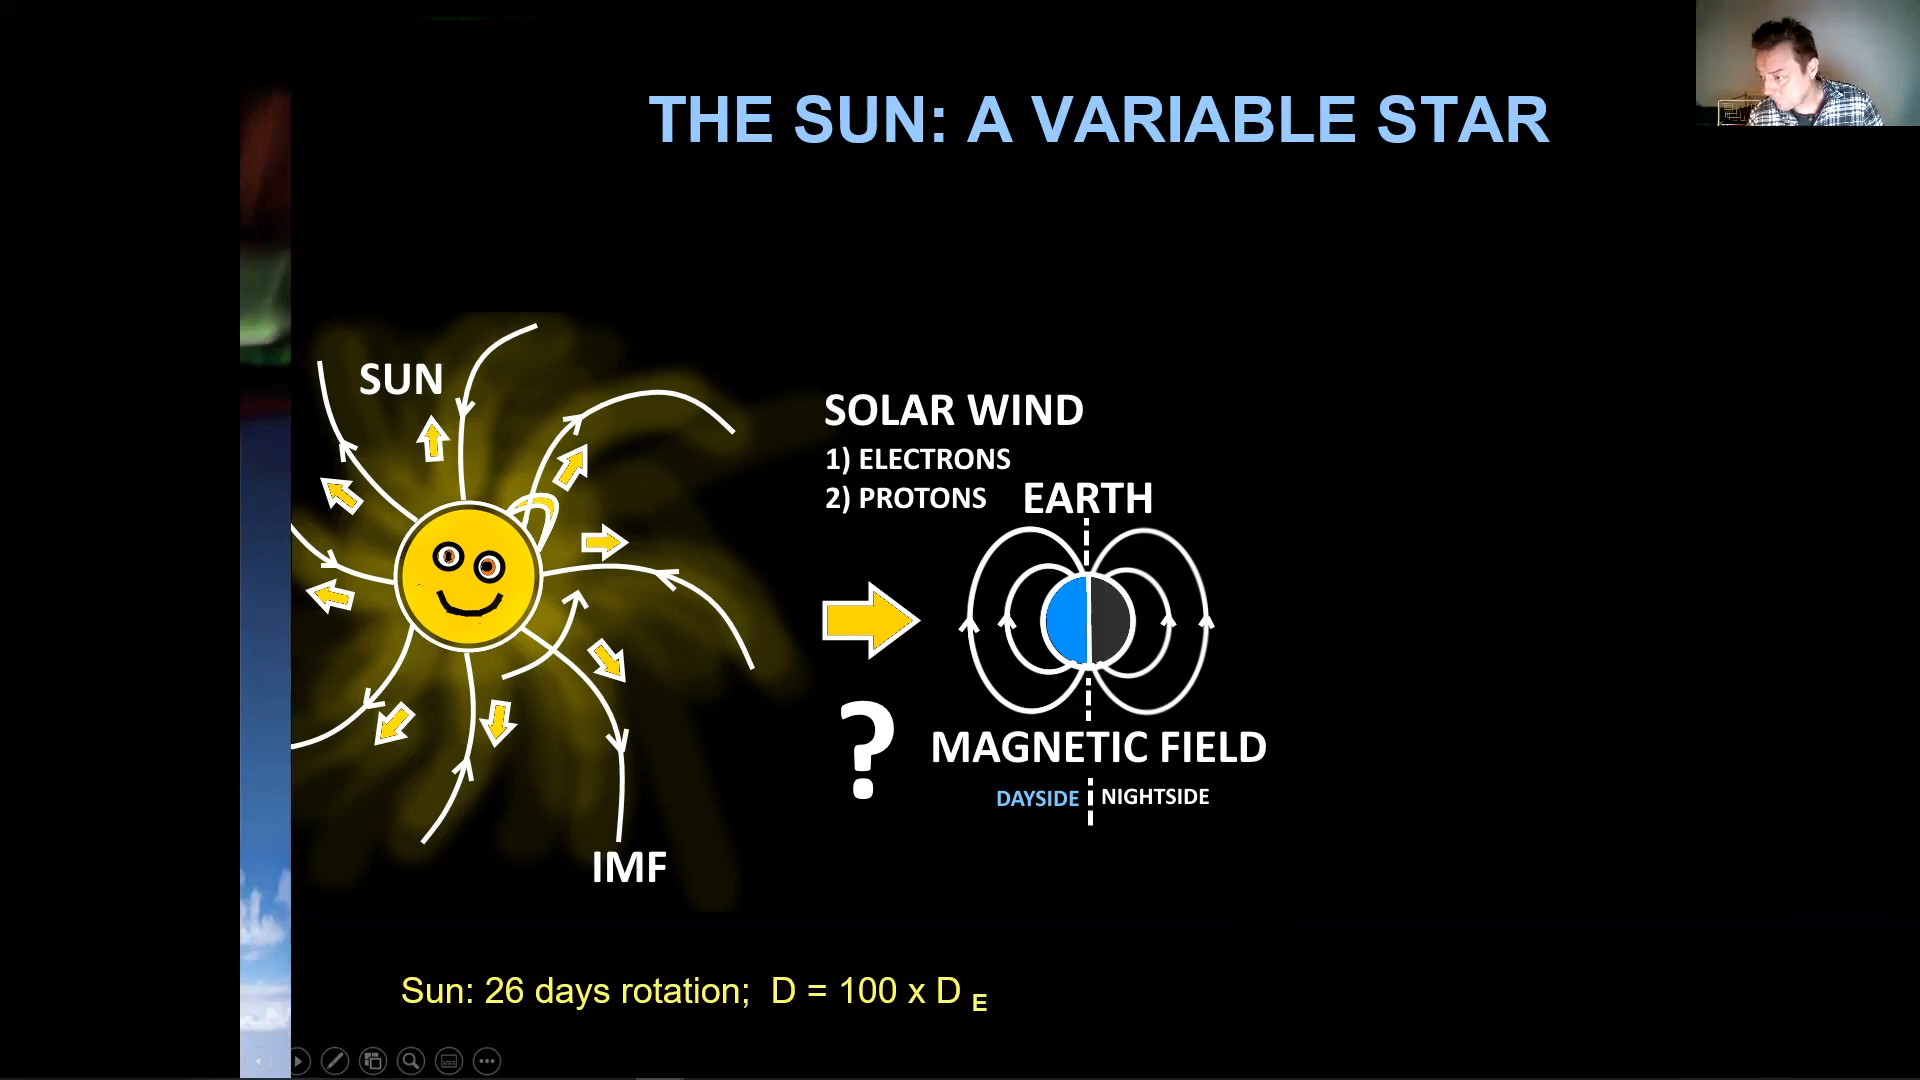 THE SUN: A VARIABLE STAR
SUN
SOLAR WIND
1) ELECTRONS
2) PROTONS
EARTH
?
MAGNETIC FIELD
DAYSIDE
NIGHTSIDE
IMF
Sun: 26 days rotation;  D = 100 x D E